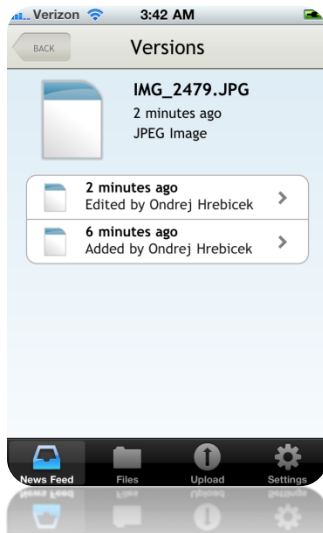 Verizon 3:42 AM
BACK Versions
IMG_2479.JPG
2 minutes ago
JPEG Image
2 minutes ago
Edited by Ondrej Hrebicek
6 minutes ago
Added by Ondrej Hrebicek
News Feed Files Upload Settings